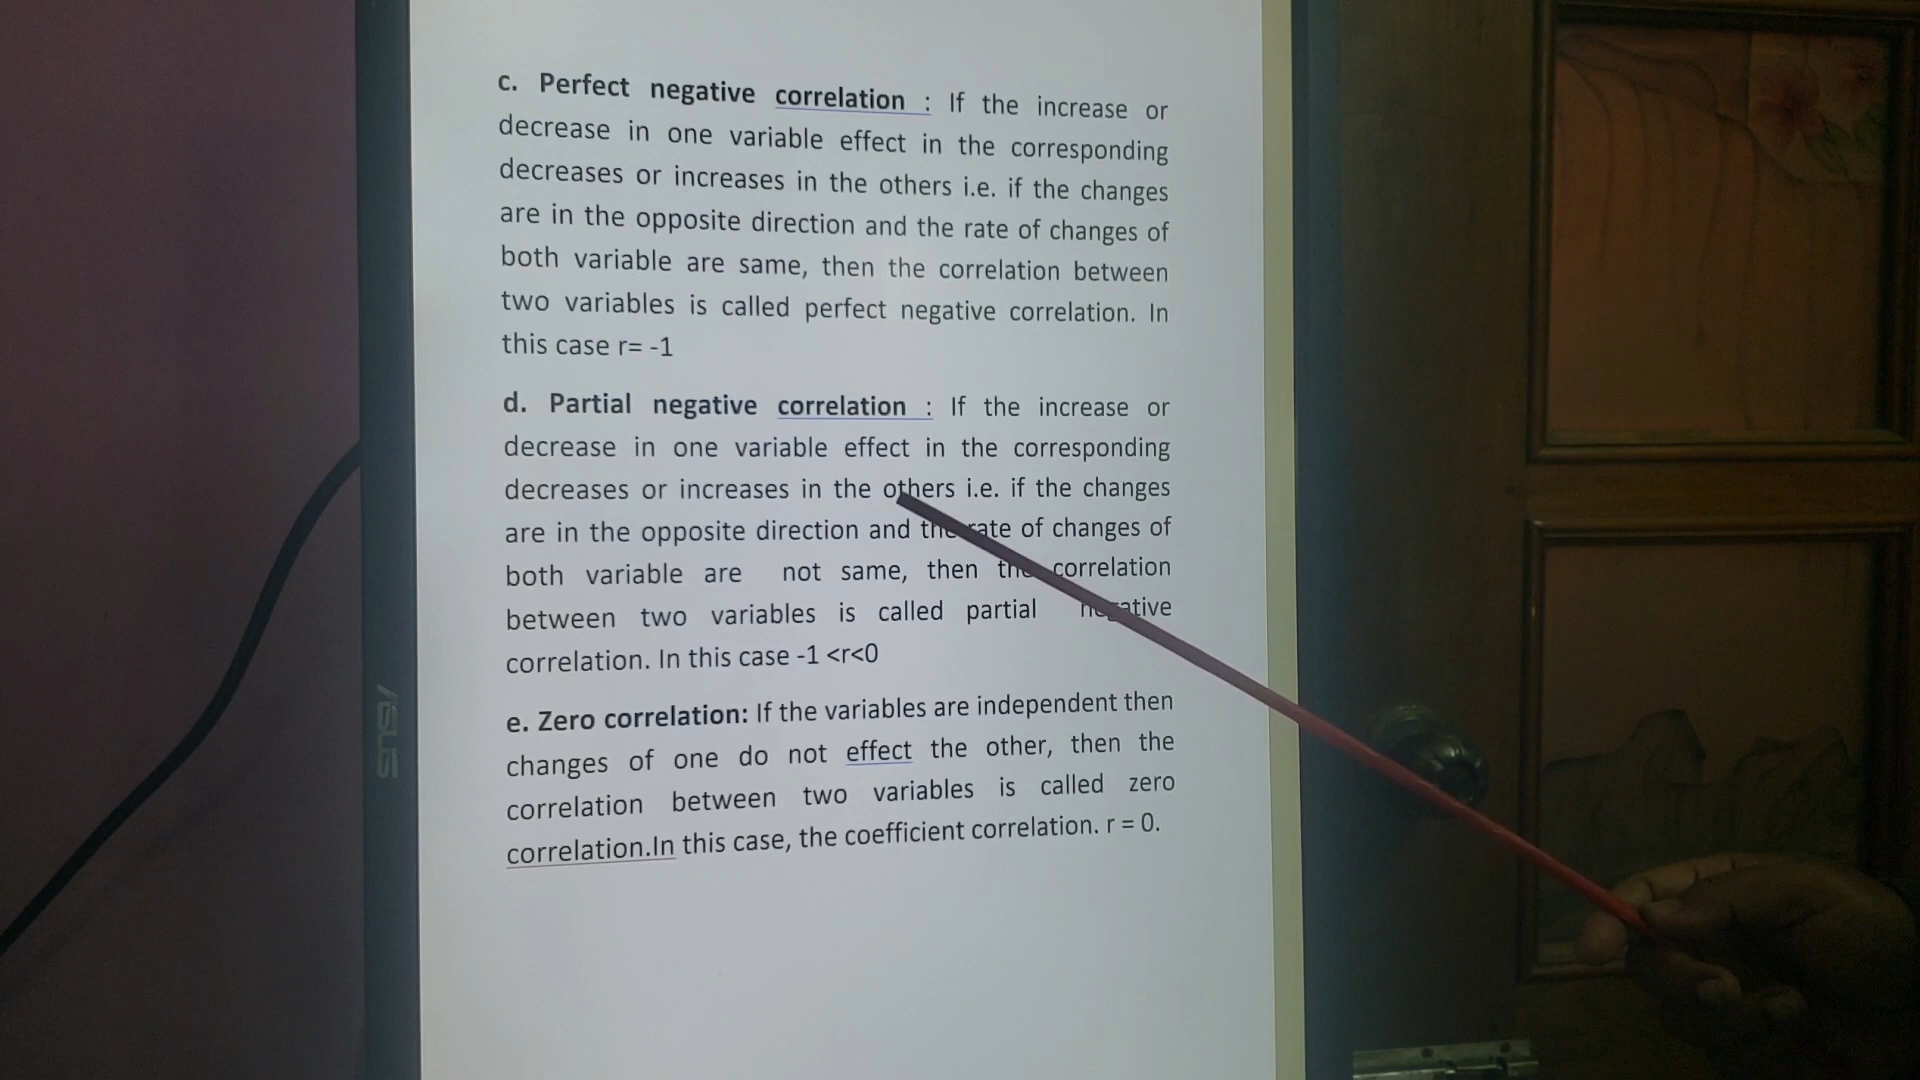 c. Perfect negative correlation : If the increase or
decrease in one variable effect in the corresponding
decreases or increases in the others i.e. if the changes
are in the opposite direction and the rate of changes of
both variable are same, then the correlation between
two variables is called perfect negative correlation. In
this case r= -1
d. Partial negative correlation : If the increase or
decrease in one variable effect in the corresponding
decreases or increases in the others i.e. if the changes
are in the opposite direction and the rate of changes of
both variable are not same, then the correlation
between two variables is called partial negative
correlation. In this case -1 <r<0
e. Zero correlation: If the variables are independent then
changes of one do not effect the other, then the
correlation between two variables is called zero
correlation.In this case, the coefficient correlation. r = 0.
ASUS